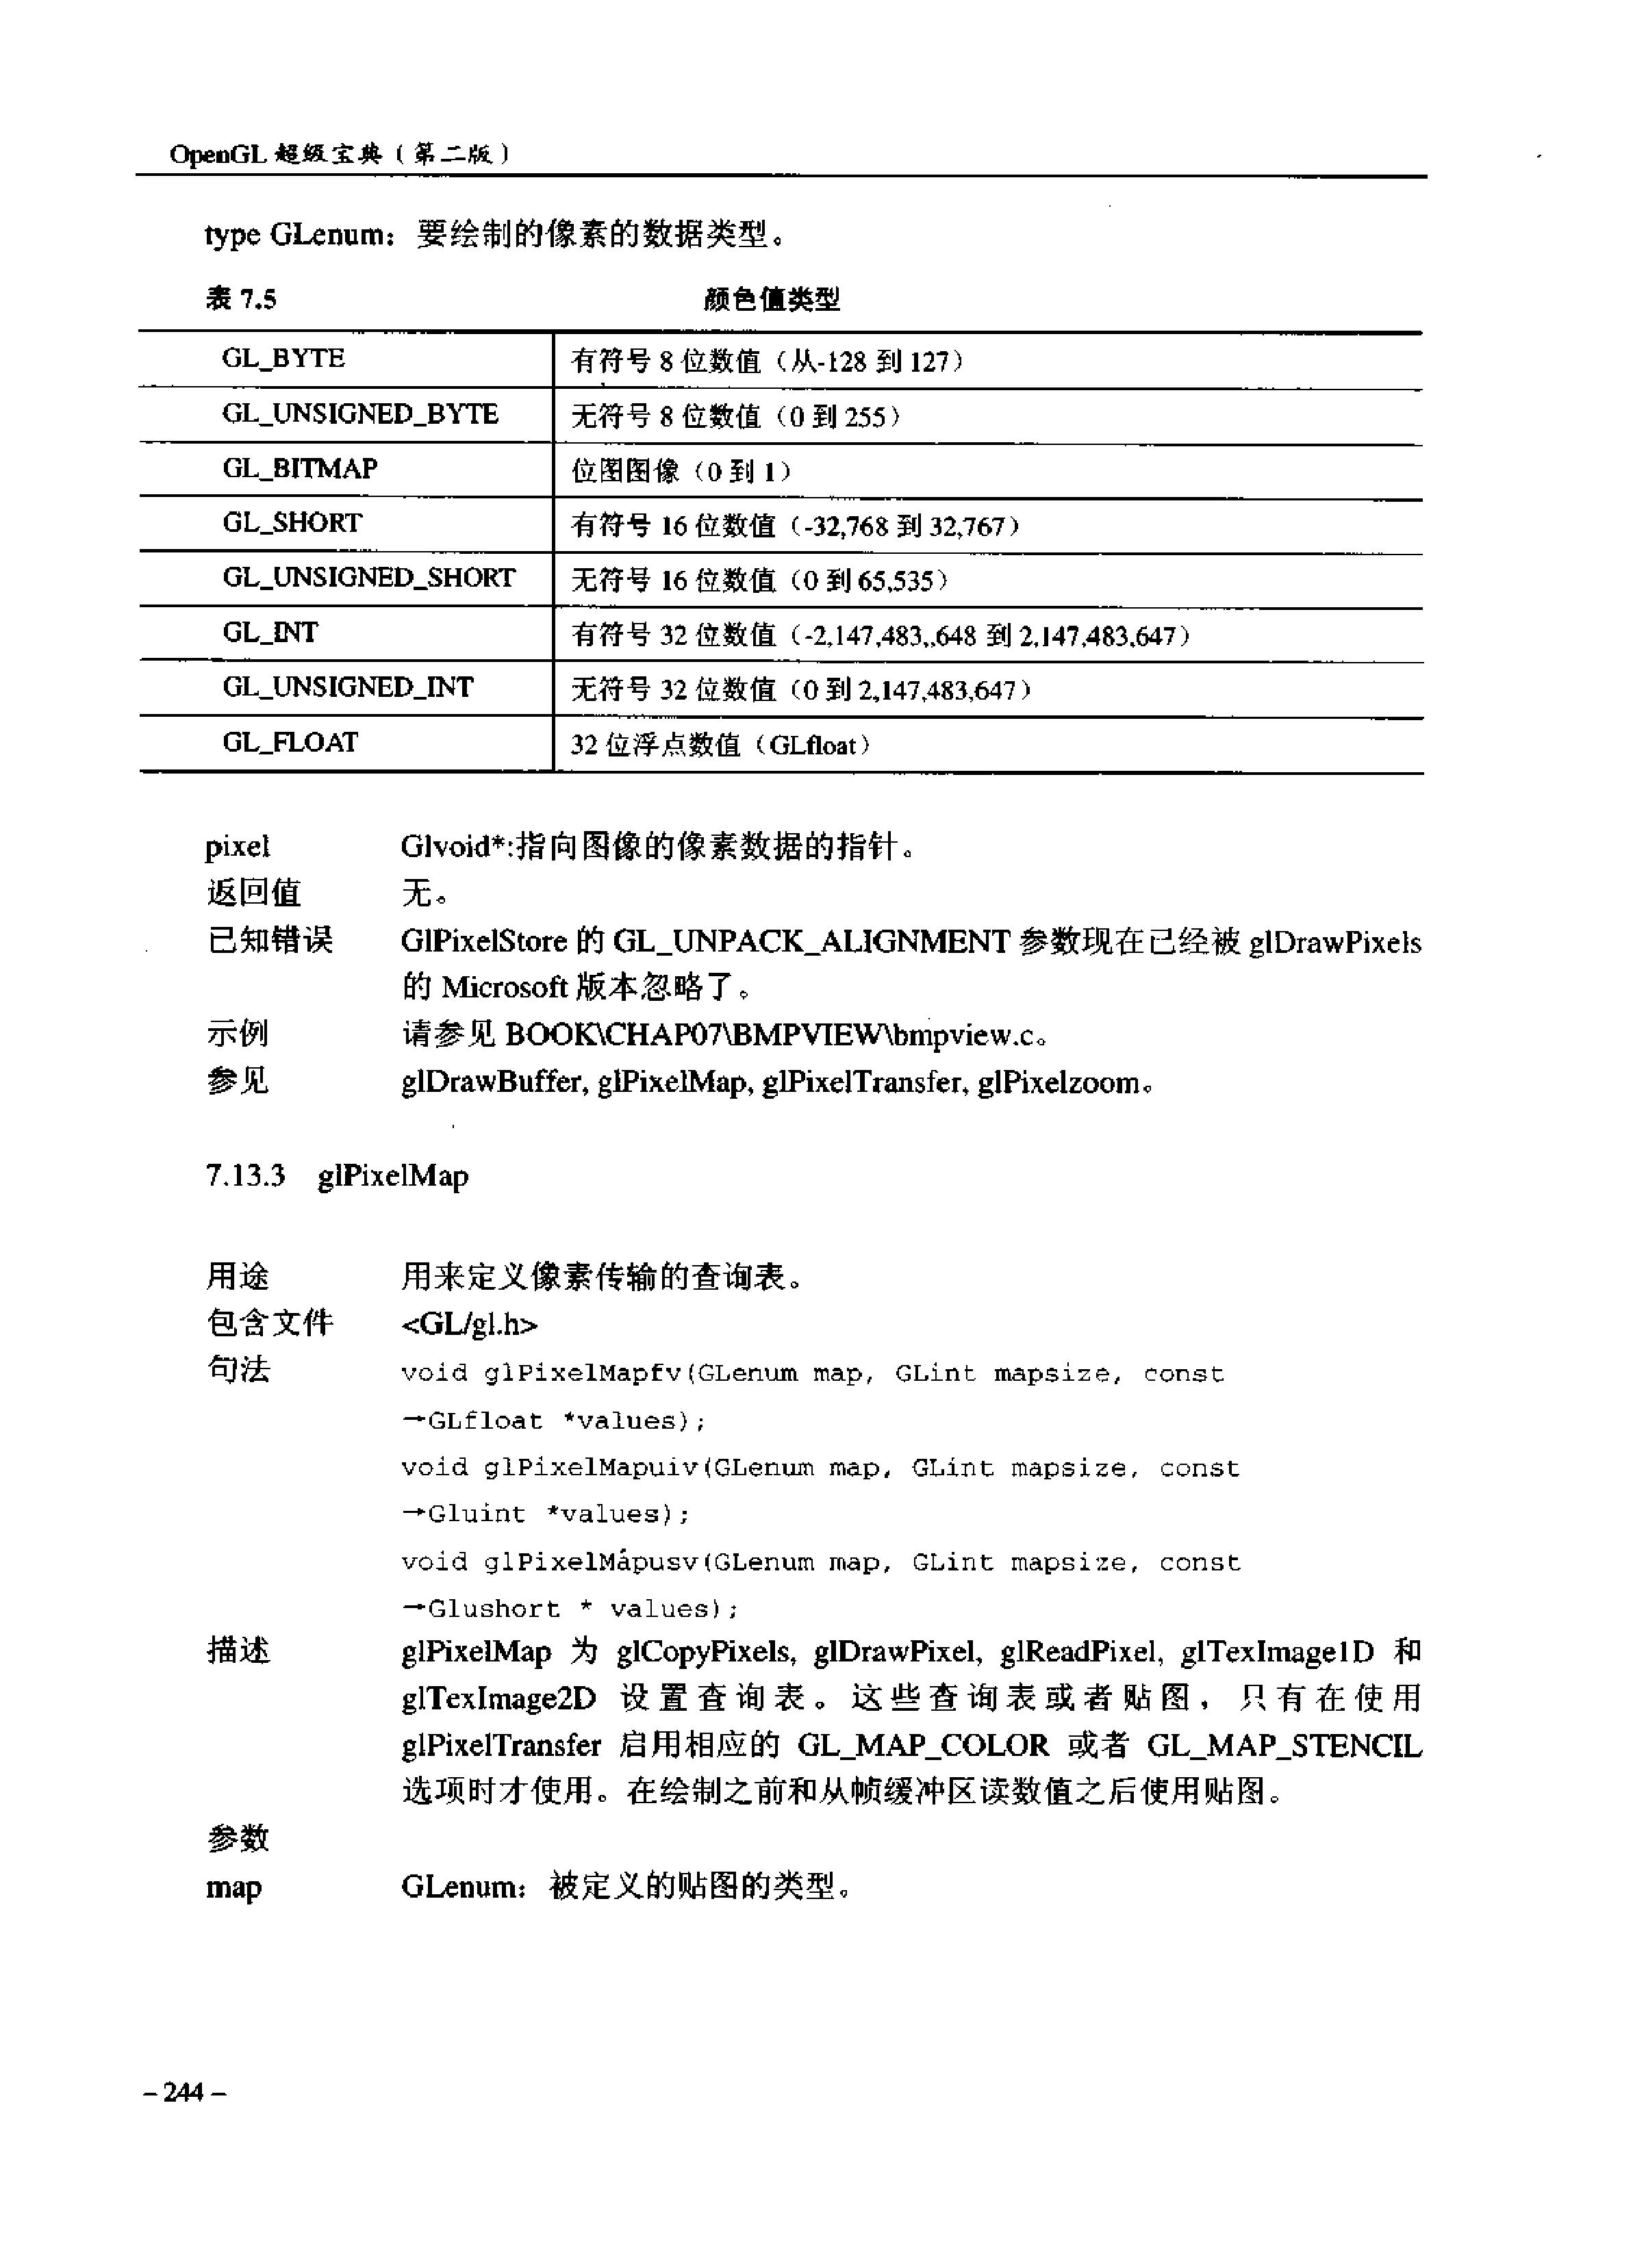 OpenGL 超级宝典（第二版）
type GLenum：要绘制的像素的数据类型。
表 7.5 颜色值类型
GL_BYTE 有符号 8 位数值（从-128 到 127）
GL_UNSIGNED_BYTE 无符号 8 位数值（0 到 255）
GL_BITMAP 位图图像（0 到 1）
GL_SHORT 有符号 16 位数值（-32,768 到 32,767）
GL_UNSIGNED_SHORT 无符号 16 位数值（0 到 65,535）
GL_INT 有符号 32 位数值（-2,147,483,,648 到 2,147,483,647）
GL_UNSIGNED_INT 无符号 32 位数值（0 到 2,147,483,647）
GL_FLOAT 32 位浮点数值（GLfloat）
pixel Glvoid*:指向图像的像素数据的指针。
返回值 无。
已知错误 GlPixelStore 的 GL_UNPACK_ALIGNMENT 参数现在已经被 glDrawPixels
的 Microsoft 版本忽略了。
示例 请参见 BOOK\CHAP07\BMPVIEW\bmpview.c。
参见 glDrawBuffer, glPixelMap, glPixelTransfer, glPixelzoom。
7.13.3 glPixelMap
用途 用来定义像素传输的查询表。
包含文件 <GL/gl.h>
句法 void glPixelMapfv(GLenum map, GLint mapsize, const
→GLfloat *values);
void glPixelMapuiv(GLenum map, GLint mapsize, const
→Gluint *values);
void glPixelMapusv(GLenum map, GLint mapsize, const
→Glushort * values);
描述 glPixelMap 为 glCopyPixels, glDrawPixel, glReadPixel, glTexImage1D 和
glTexImage2D 设置查询表。这些查询表或者贴图，只有在使用
glPixelTransfer 启用相应的 GL_MAP_COLOR 或者 GL_MAP_STENCIL
选项时才使用。在绘制之前和从帧缓冲区读数值之后使用贴图。
参数
map GLenum：被定义的贴图的类型。
－244－